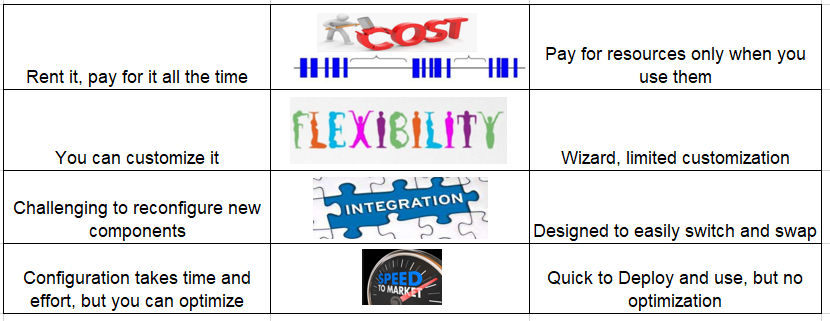 COST
Rent it, pay for it all the time
Pay for resources only when you
use them
FLEXIBILITY
You can customize it
Wizard, limited customization
Challenging to reconfigure new
components
INTEGRATION
Designed to easily switch and swap
Configuration takes time and
effort, but you can optimize
SPEED
TO MARKET
Quick to Deploy and use, but no
optimization